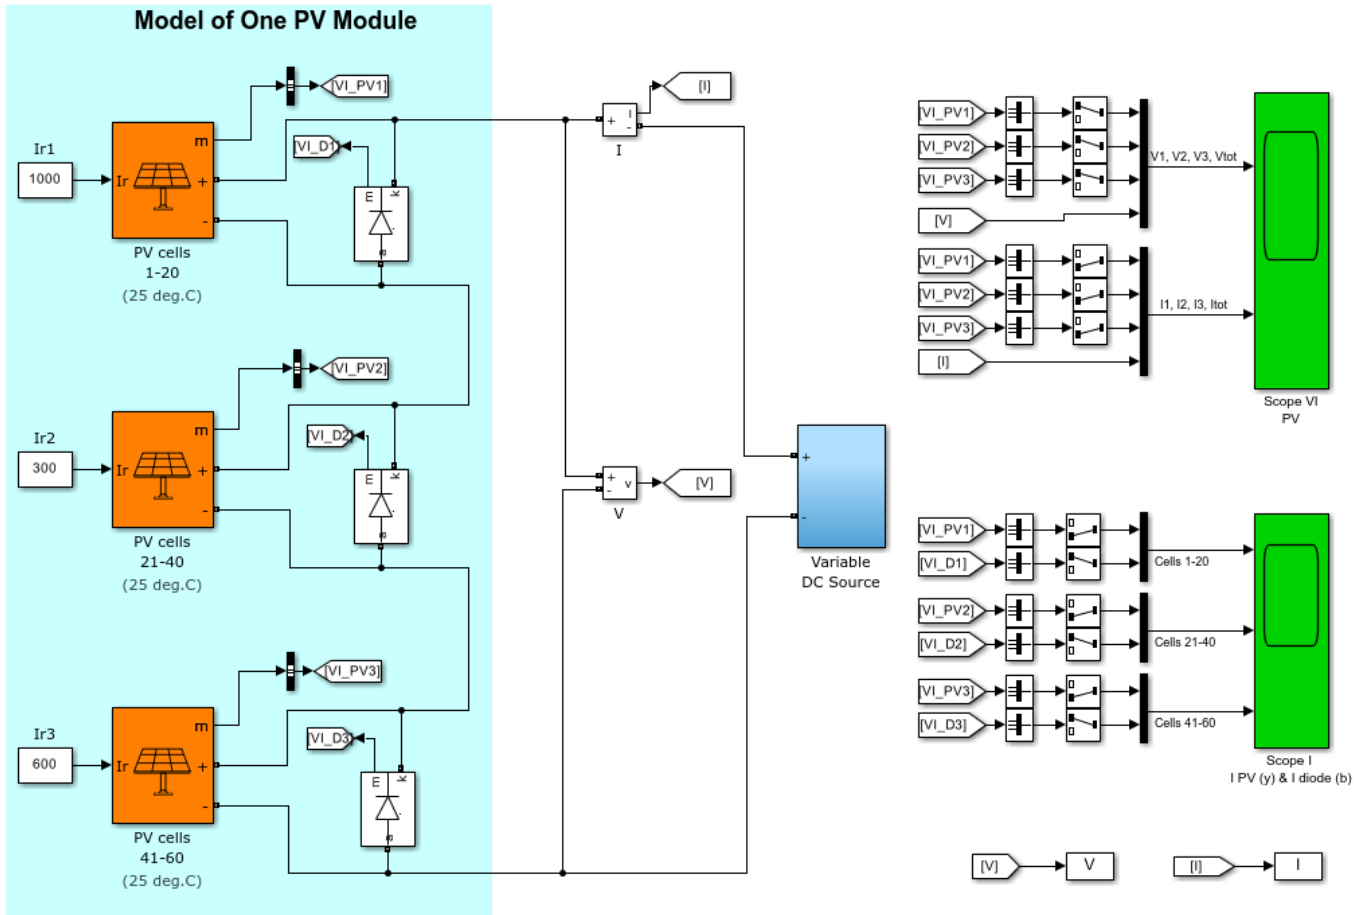 Model of One PV Module
[VI_PV1]
Ir1
1000
Ir
m
+
-
[VI_D1]
m
k
a
PV cells
1-20
(25 deg.C)
[VI_PV2]
Ir2
300
Ir
m
+
-
[VI_D2]
m
k
a
PV cells
21-40
(25 deg.C)
[VI_PV3]
Ir3
600
Ir
m
+
-
[VI_D3]
m
k
a
PV cells
41-60
(25 deg.C)
[I]
+
-
I
I
+
-
v
V
[V]
+
-
Variable
DC Source
[VI_PV1]
[VI_PV2]
[VI_PV3]
[V]
V1, V2, V3, Vtot
[VI_PV1]
[VI_PV2]
[VI_PV3]
[I]
I1, I2, I3, Itot
Scope VI
PV
[VI_PV1]
[VI_D1]
Cells 1-20
[VI_PV2]
[VI_D2]
Cells 21-40
[VI_PV3]
[VI_D3]
Cells 41-60
Scope I
I PV (y) & I diode (b)
[V]
V
[I]
I